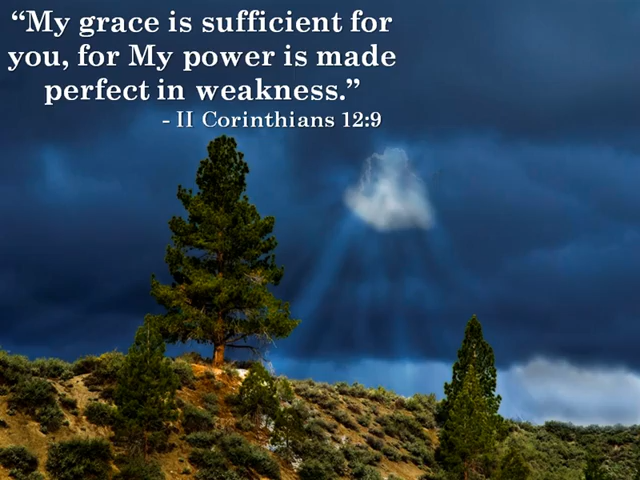 “My grace is sufficient for
you, for My power is made
perfect in weakness.”
- II Corinthians 12:9